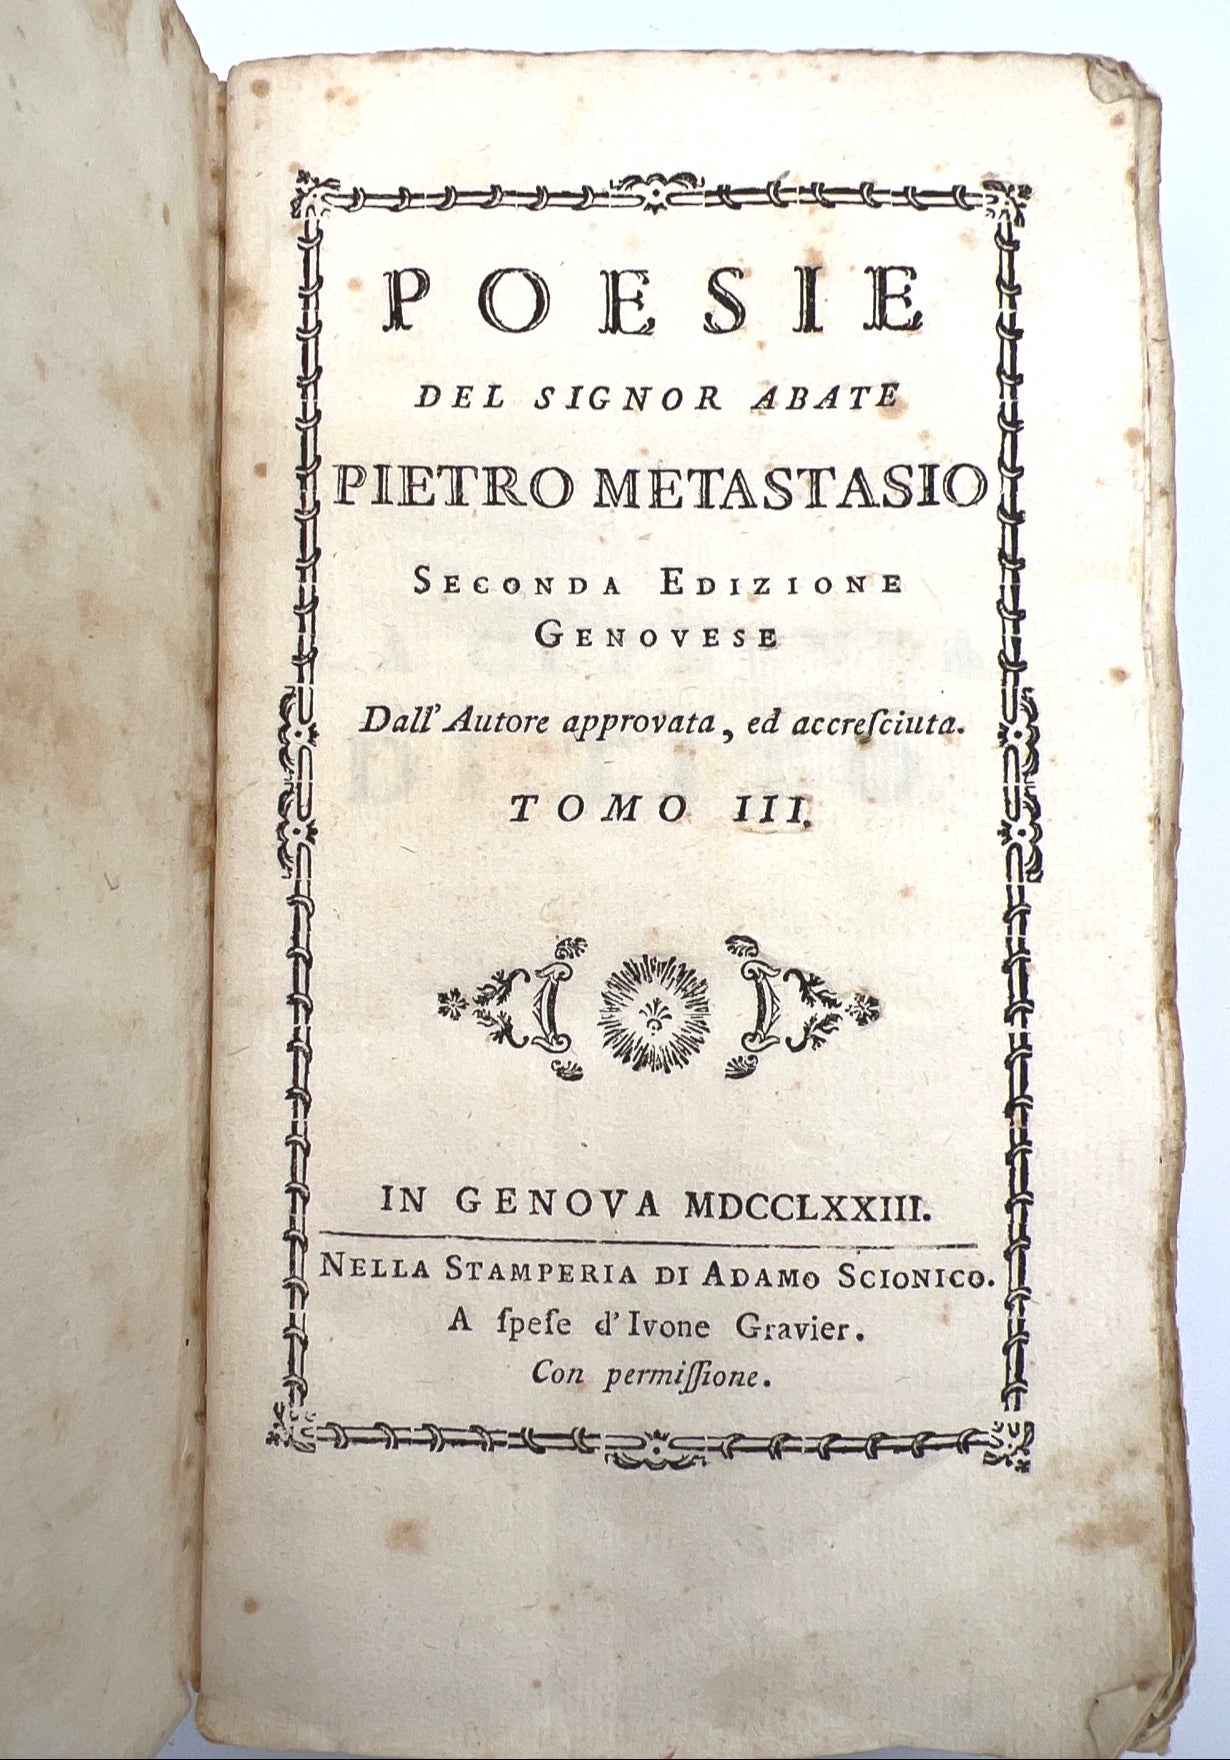 POESIE
DEL SIGNOR ABATE
PIETRO METASTASIO
SECONDA EDIZIONE
GENOVESE
Dall' Autore approvata, ed accreſciuta.
TOMO III.
IN GENOVA MDCCLXXIII.
NELLA STAMPERIA DI ADAMO SCIONICO.
A ſpeſe d'Ivone Gravier.
Con permiſſione.